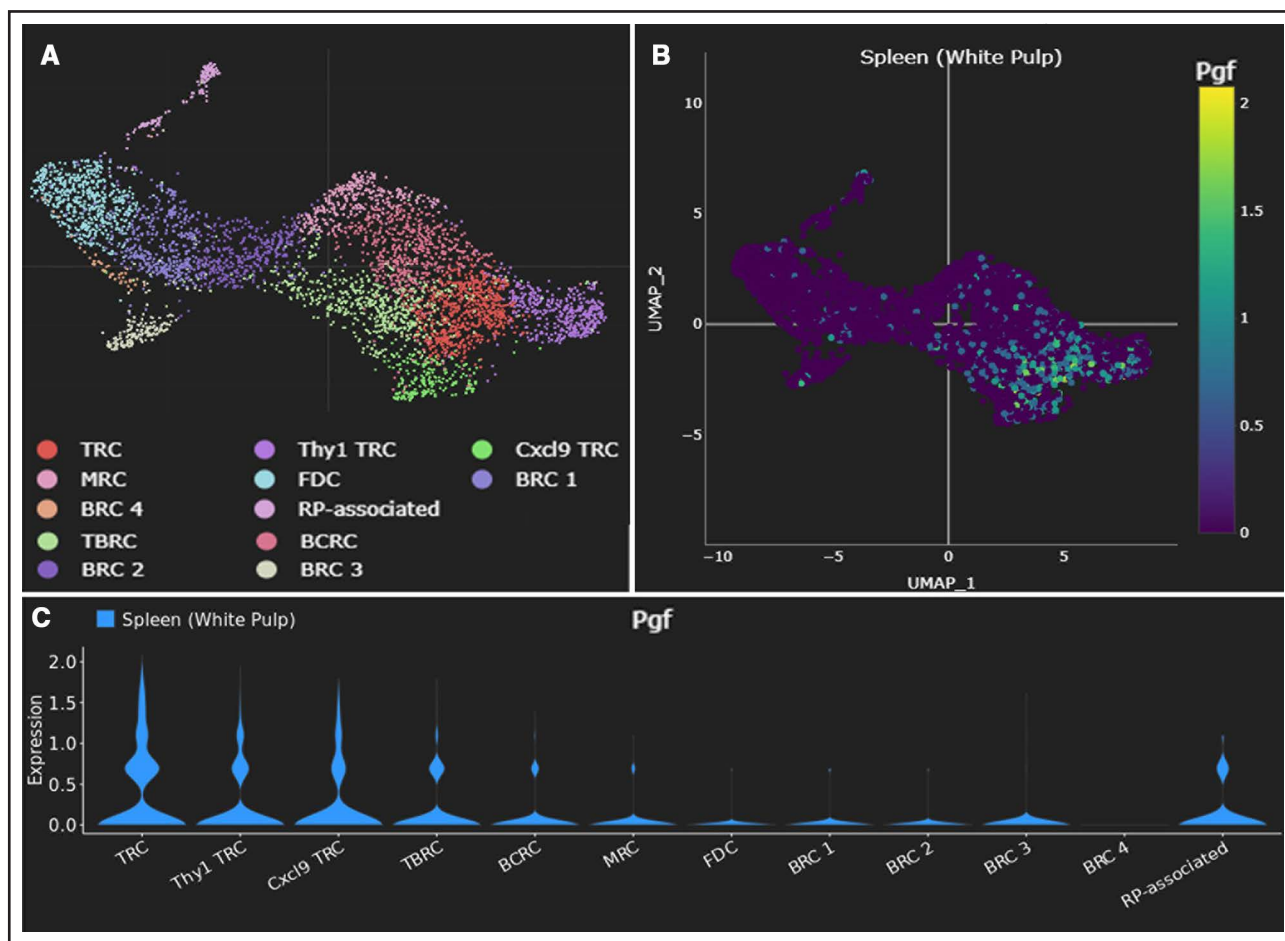 A
TRC
Thy1 TRC
Cxcl9 TRC
MRC
FDC
BRC 1
BRC 4
RP-associated
TBRC
BCRC
BRC 2
BRC 3
B
Spleen (White Pulp)
Pgf
10
5
0
−5
UMAP_2
−10
−5
0
5
UMAP_1
2
1.5
1
0.5
0
C
Spleen (White Pulp)
Pgf
Expression
2.0
1.5
1.0
0.5
0.0
TRC
Thy1 TRC
Cxcl9 TRC
TBRC
BCRC
MRC
FDC
BRC 1
BRC 2
BRC 3
BRC 4
RP-associated